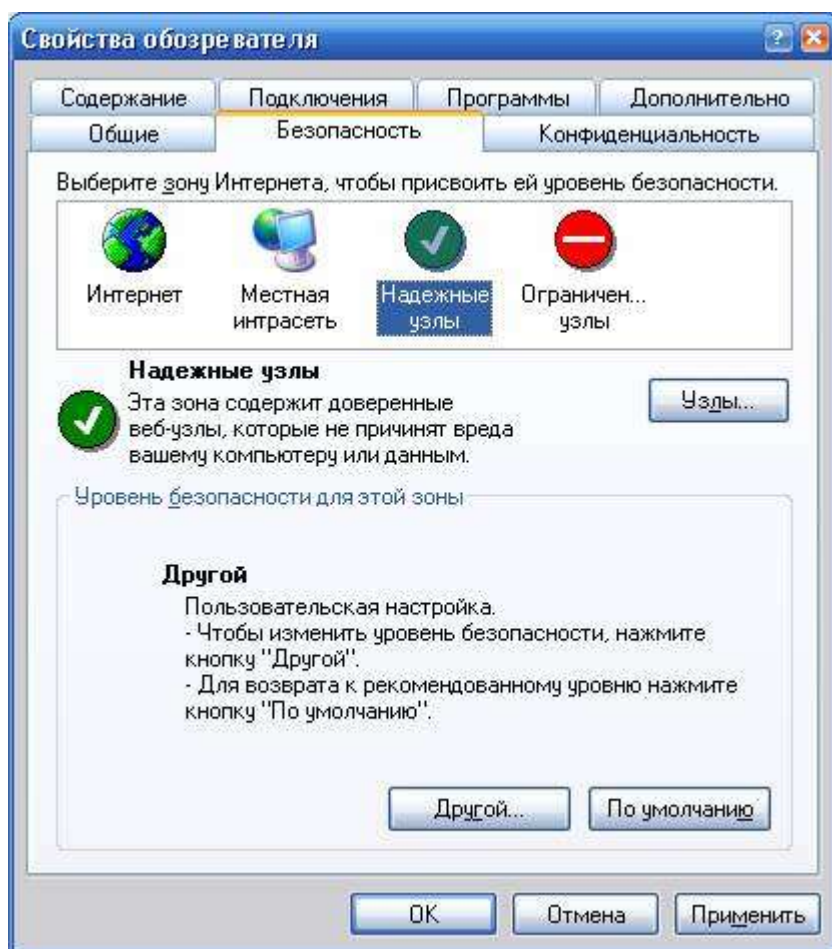 Свойства обозревателя
Содержание Подключения Программы Дополнительно
Общие Безопасность Конфиденциальность
Выберите зону Интернета, чтобы присвоить ей уровень безопасности.
Интернет Местная интрасеть Надежные узлы Ограничен... узлы
Надежные узлы
Эта зона содержит доверенные
веб-узлы, которые не причинят вреда
вашему компьютеру или данным.
Узлы...
Уровень безопасности для этой зоны
Другой
Пользовательская настройка.
- Чтобы изменить уровень безопасности, нажмите
кнопку "Другой".
- Для возврата к рекомендованному уровню нажмите
кнопку "По умолчанию".
Другой... По умолчанию
OK Отмена Применить